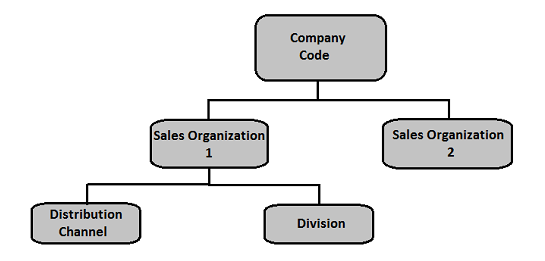 Company
Code
Sales Organization
1
Sales Organization
2
Distribution
Channel
Division